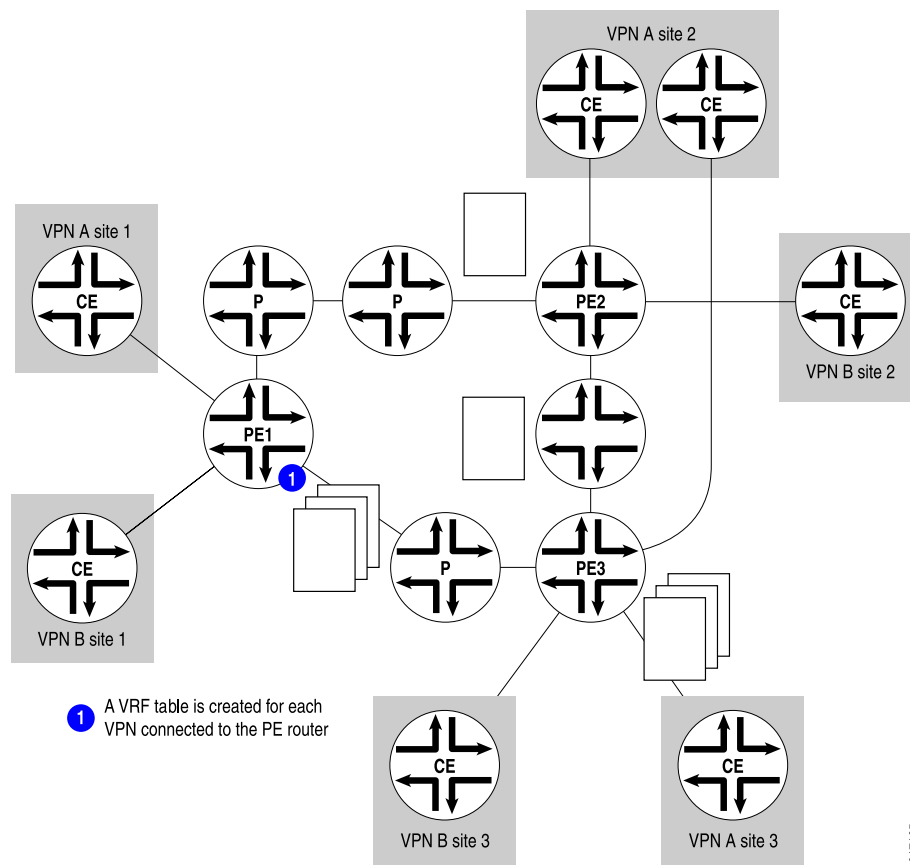 VPN A site 2
CE
CE
VPN A site 1
CE
P
P
PE2
CE
VPN B site 2
PE1
1
CE
VPN B site 1
P
PE3
1
A VRF table is created for each
VPN connected to the PE router
CE
VPN B site 3
CE
VPN A site 3